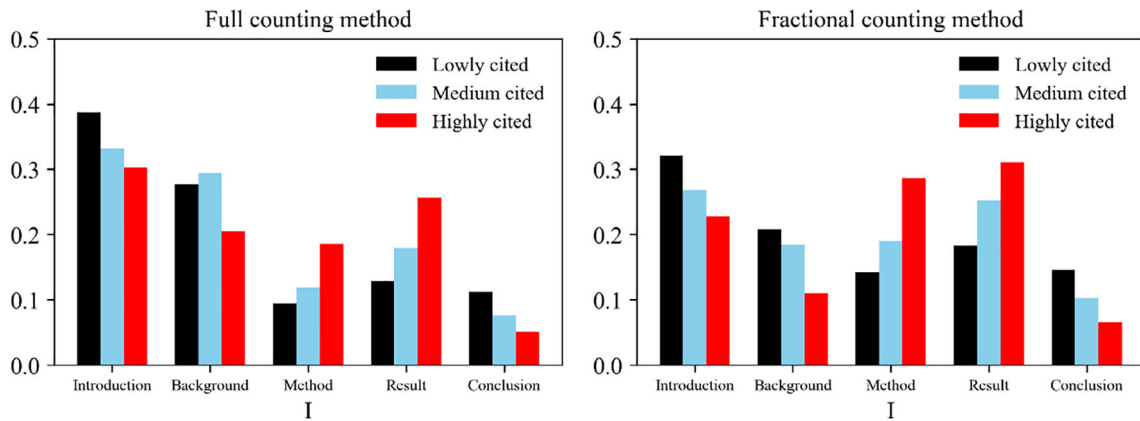 Full counting method
0.5
0.4
0.3
0.2
0.1
0.0
Lowly cited
Medium cited
Highly cited
Introduction Background Method Result Conclusion
I
Fractional counting method
0.5
0.4
0.3
0.2
0.1
0.0
Lowly cited
Medium cited
Highly cited
Introduction Background Method Result Conclusion
I